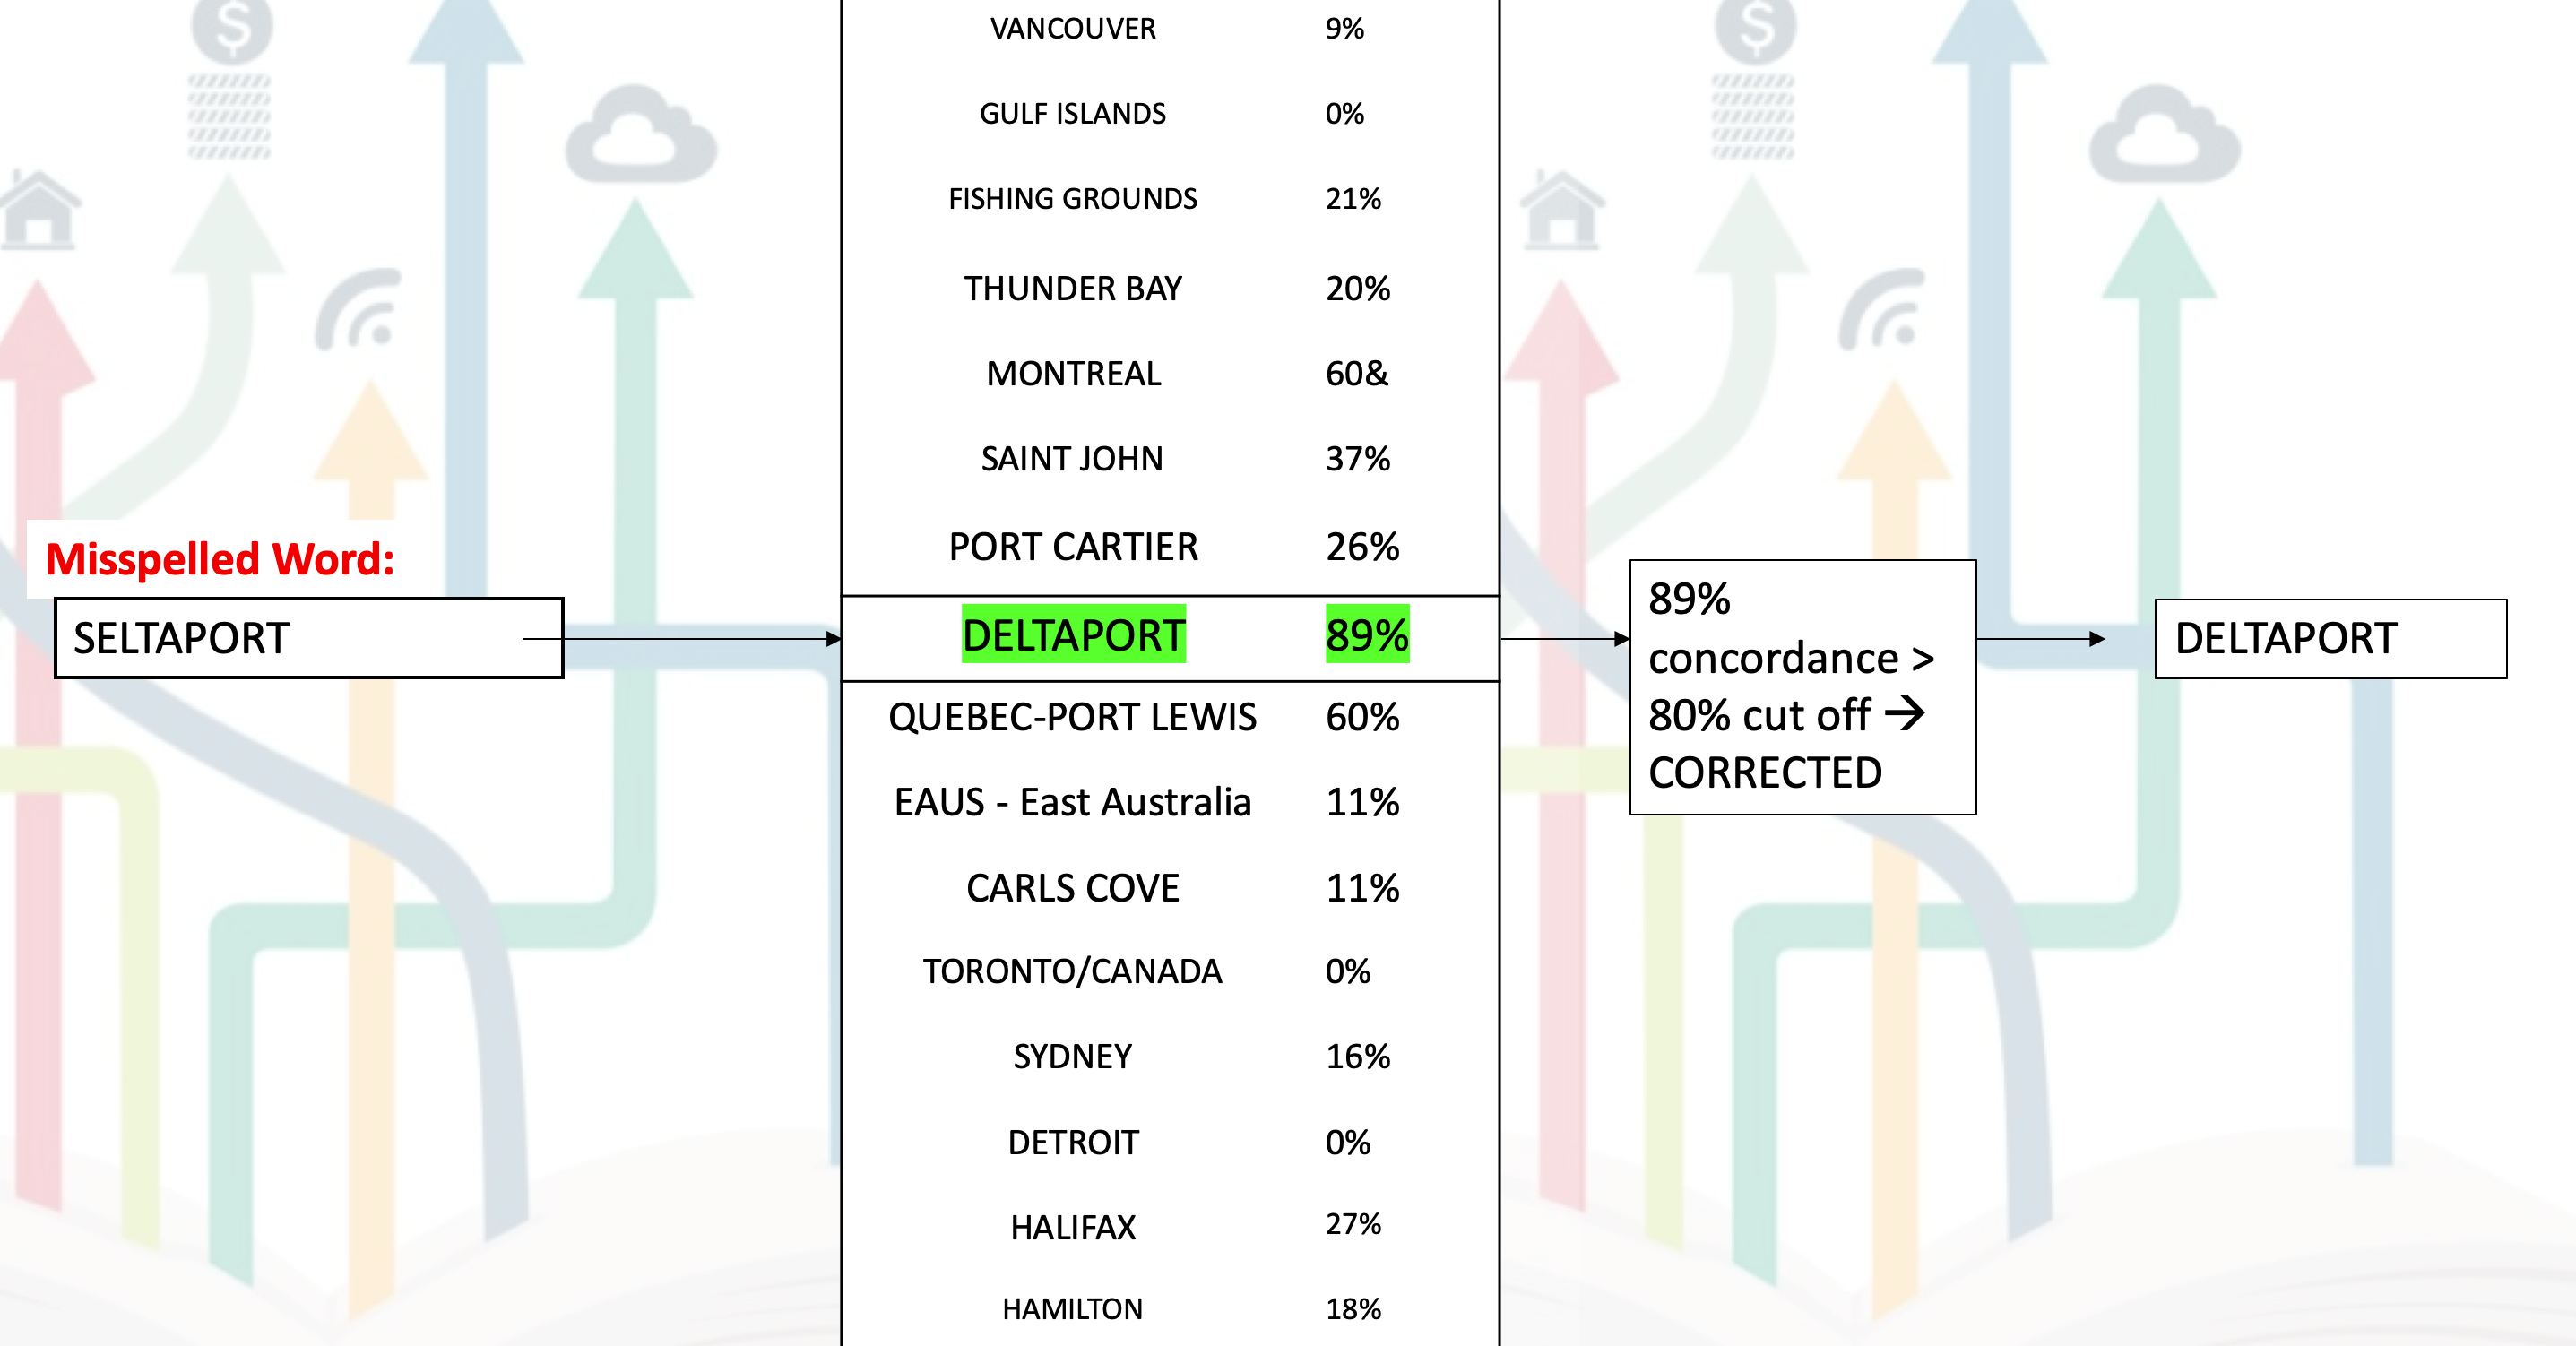 VANCOUVER 9%
GULF ISLANDS 0%
FISHING GROUNDS 21%
THUNDER BAY 20%
MONTREAL 60&
SAINT JOHN 37%
PORT CARTIER 26%
Misspelled Word:
SELTAPORT
DELTAPORT 89%
89%
concordance >
80% cut off →
CORRECTED
DELTAPORT
QUEBEC-PORT LEWIS 60%
EAUS - East Australia 11%
CARLS COVE 11%
TORONTO/CANADA 0%
SYDNEY 16%
DETROIT 0%
HALIFAX 27%
HAMILTON 18%